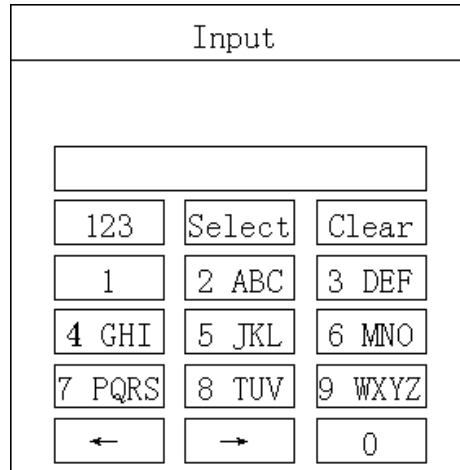 Input
123 Select Clear
1 2 ABC 3 DEF
4 GHI 5 JKL 6 MNO
7 PQRS 8 TUV 9 WXYZ
← → 0